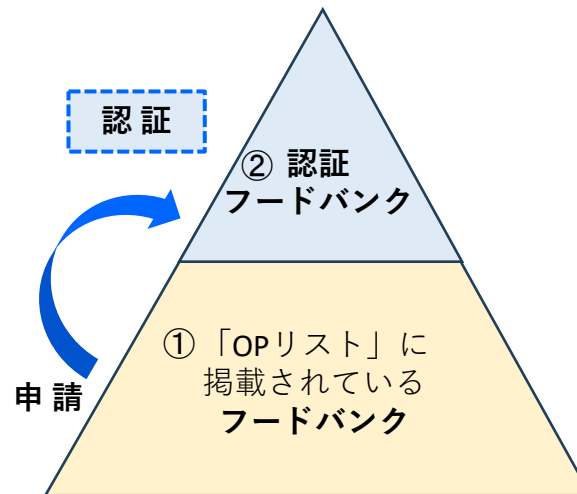 認証
② 認証
フードバンク
① 「OPリスト」に
掲載されている
フードバンク
申請